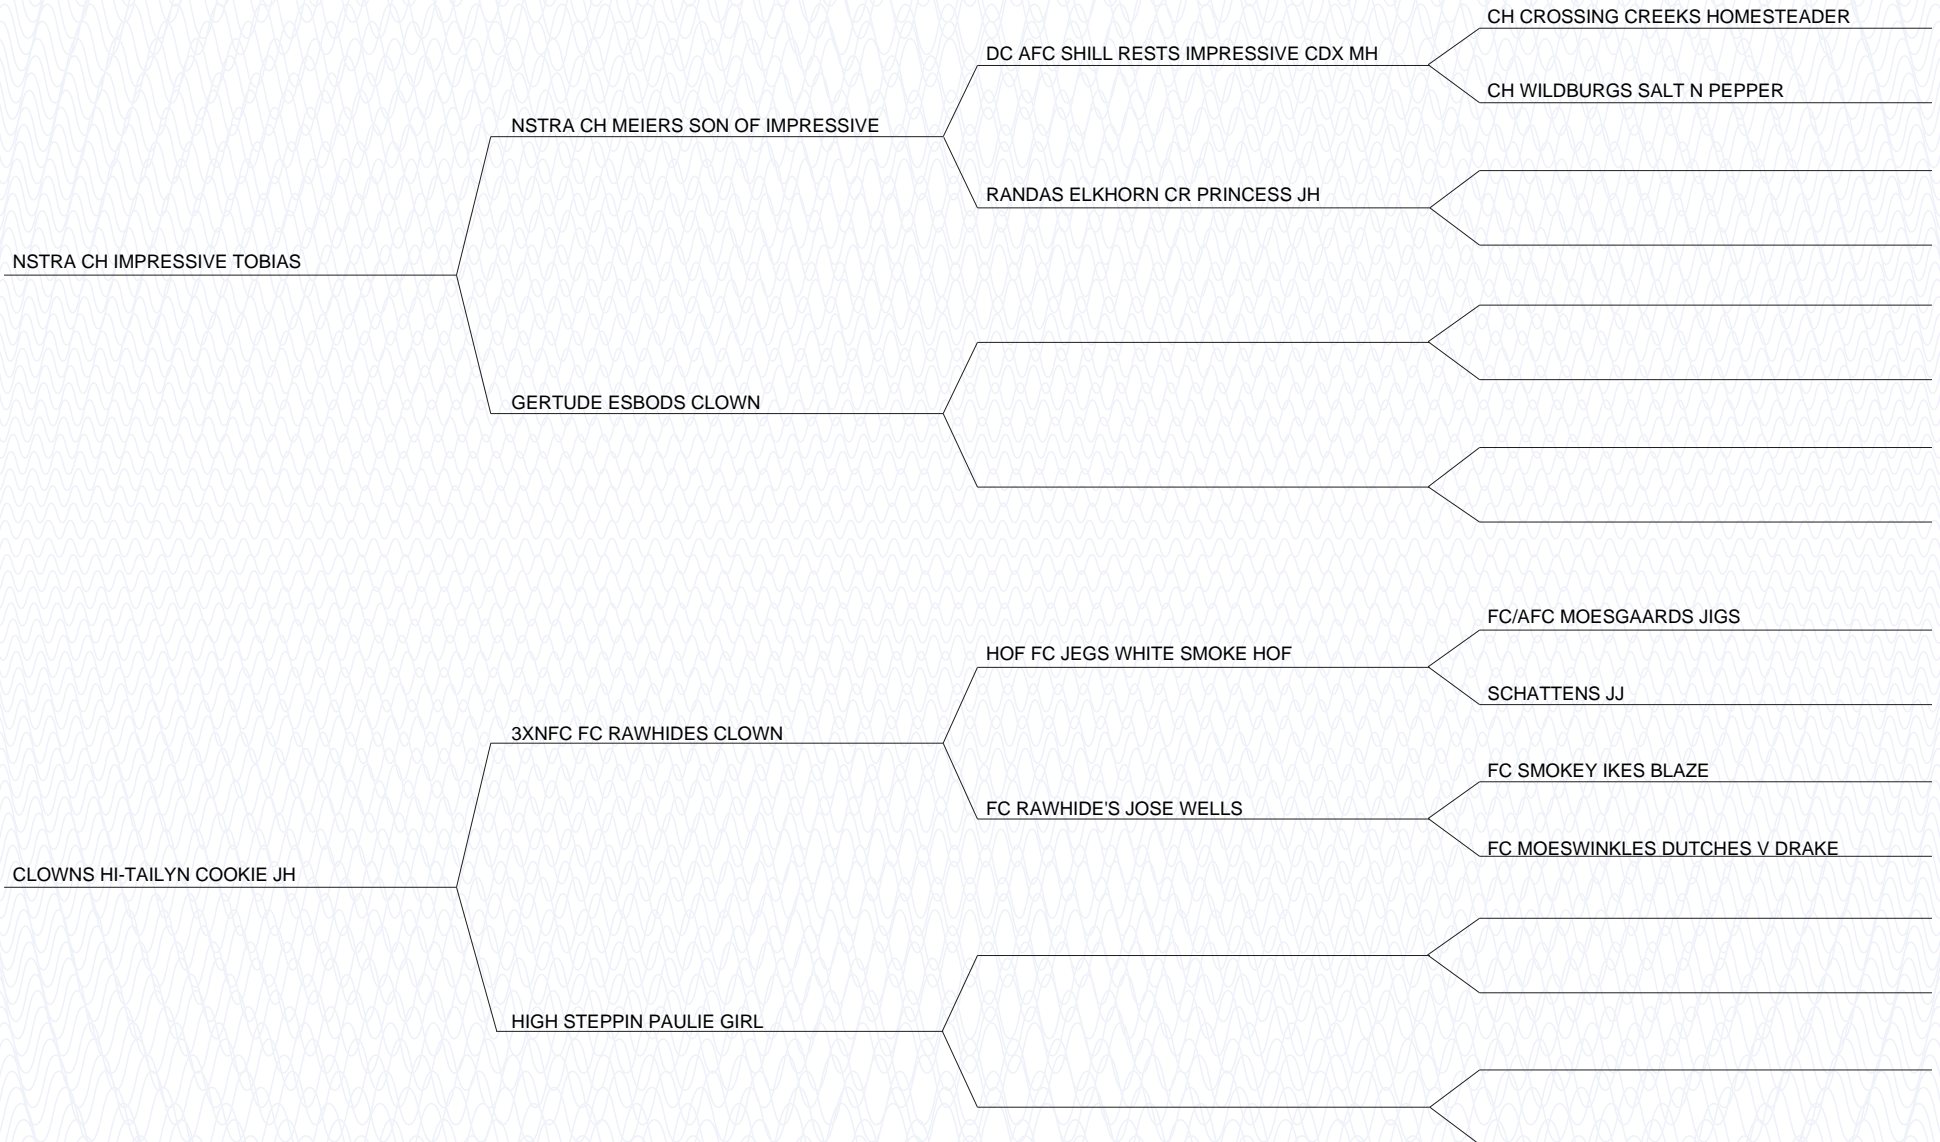 CH CROSSING CREEKS HOMESTEADER
DC AFC SHILL RESTS IMPRESSIVE CDX MH
CH WILDBURGS SALT N PEPPER
NSTRA CH MEIERS SON OF IMPRESSIVE
RANDAS ELKHORN CR PRINCESS JH
NSTRA CH IMPRESSIVE TOBIAS
GERTUDE ESBODS CLOWN
FC/AFC MOESGAARDS JIGS
HOF FC JEGS WHITE SMOKE HOF
SCHATTENS JJ
3XNFC FC RAWHIDES CLOWN
FC SMOKEY IKES BLAZE
FC RAWHIDE'S JOSE WELLS
FC MOESWINKLES DUTCHES V DRAKE
CLOWNS HI-TAILYN COOKIE JH
HIGH STEPPIN PAULIE GIRL